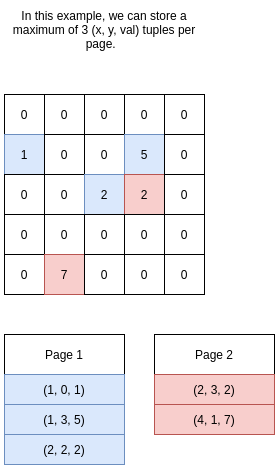 In this example, we can store a
maximum of 3 (x, y, val) tuples per
page.
0 0 0 0 0
1 0 0 5 0
0 0 2 2 0
0 0 0 0 0
0 7 0 0 0
Page 1
(1, 0, 1)
(1, 3, 5)
(2, 2, 2)
Page 2
(2, 3, 2)
(4, 1, 7)